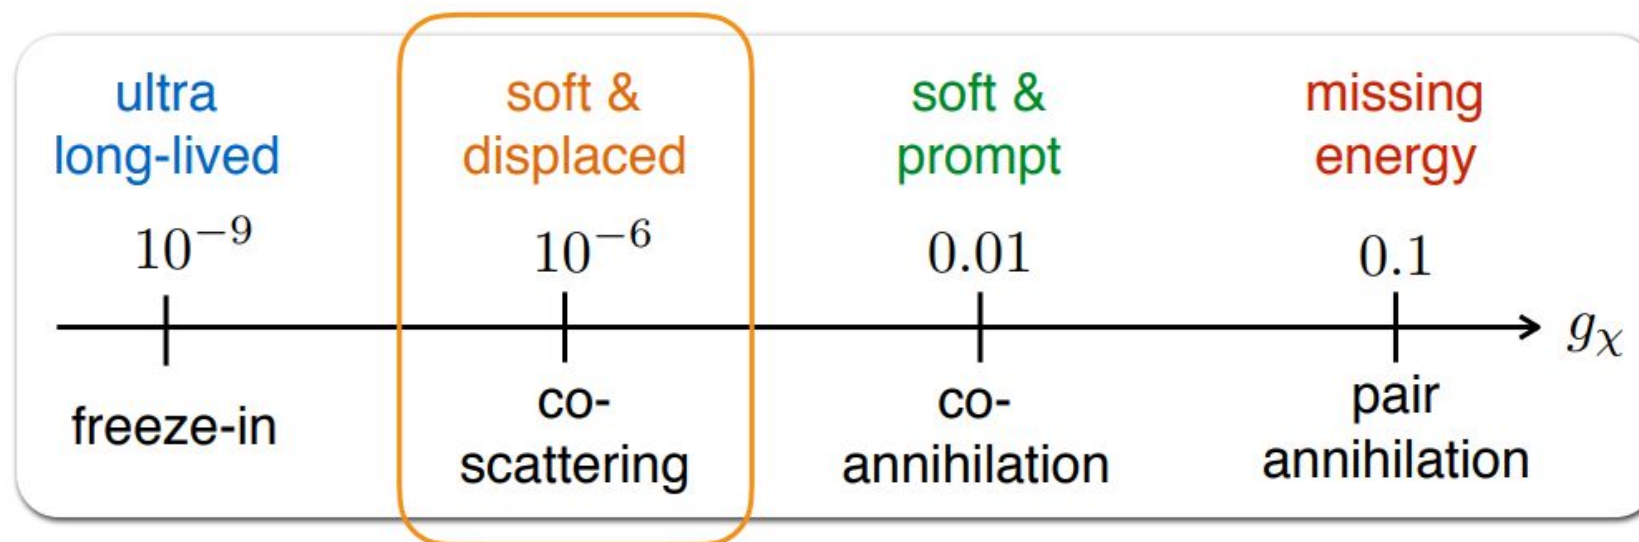 ultra
long-lived
soft &
displaced
soft &
prompt
missing
energy
10⁻⁹
10⁻⁶
0.01
0.1
gχ
freeze-in
co-
scattering
co-
annihilation
pair
annihilation